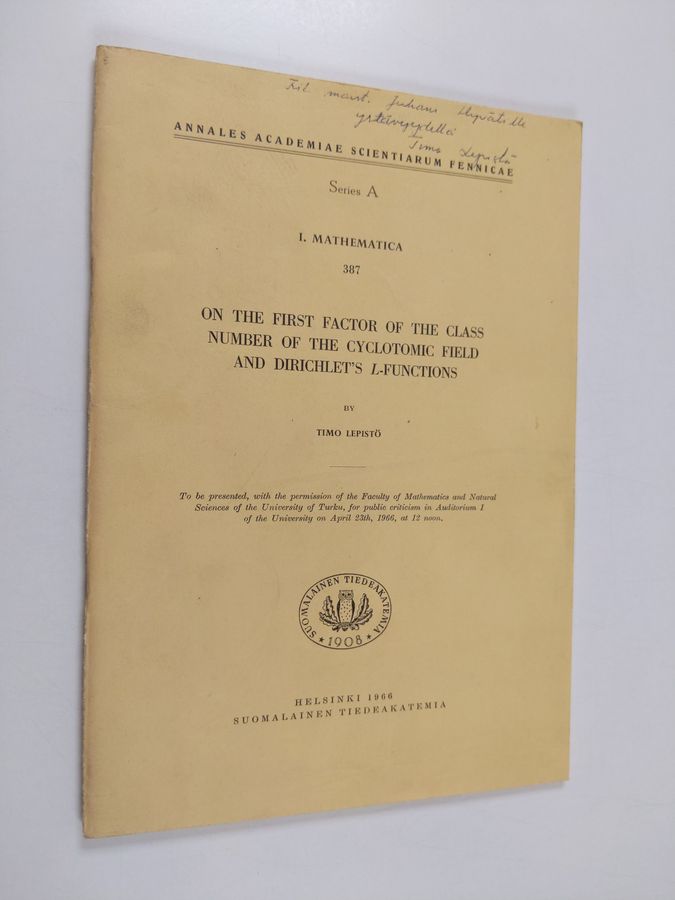 Fil. maist. Juhani
ystävyydellä
Timo Lepistö
ANNALES ACADEMIAE SCIENTIARUM FENNICAE
Series A
I. MATHEMATICA
387
ON THE FIRST FACTOR OF THE CLASS
NUMBER OF THE CYCLOTOMIC FIELD
AND DIRICHLET'S L-FUNCTIONS
BY
TIMO LEPISTÖ
To be presented, with the permission of the Faculty of Mathematics and Natural
Sciences of the University of Turku, for public criticism in Auditorium I
of the University on April 23th, 1966, at 12 noon.
SUOMALAINEN TIEDEAKATEMIA
★ 1908 ★
HELSINKI 1966
SUOMALAINEN TIEDEAKATEMIA